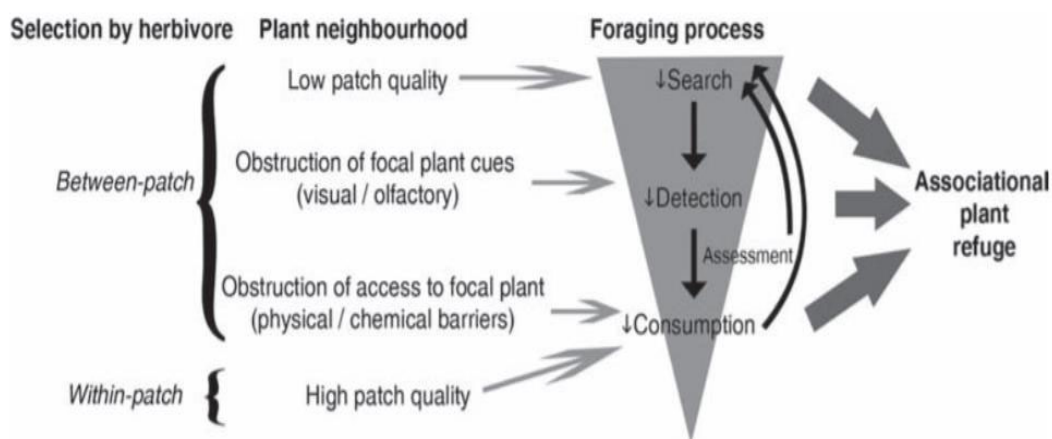 Selection by herbivore Plant neighbourhood Foraging process
Low patch quality
↓Search
Obstruction of focal plant cues
(visual / olfactory)
Between-patch
↓Detection
Associational
plant
refuge
Assessment
Obstruction of access to focal plant
(physical / chemical barriers)
↓Consumption
Within-patch
High patch quality